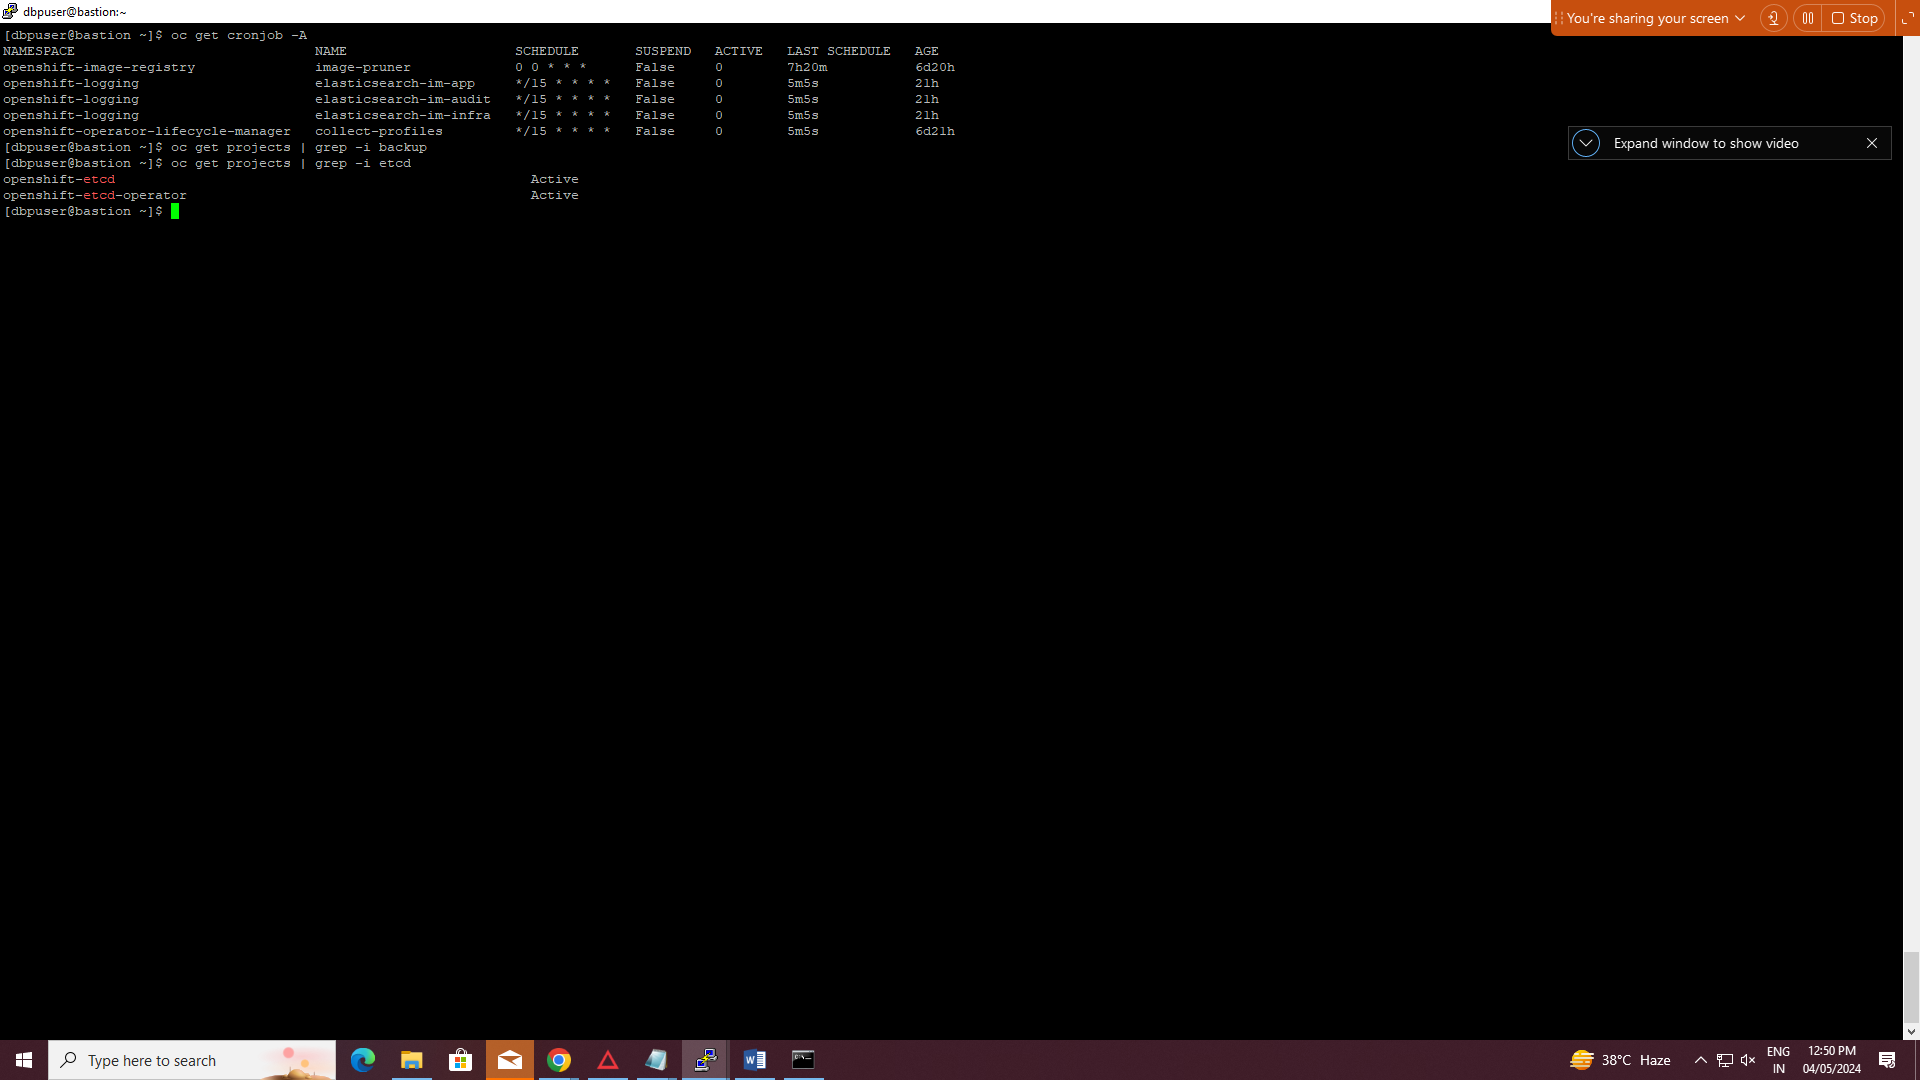 dbpuser@bastion:~
You're sharing your screen
Stop
[dbpuser@bastion ~]$ oc get cronjob -A
NAMESPACE NAME SCHEDULE SUSPEND ACTIVE LAST SCHEDULE AGE
openshift-image-registry image-pruner 0 0 * * * False 0 7h20m 6d20h
openshift-logging elasticsearch-im-app */15 * * * * False 0 5m5s 21h
openshift-logging elasticsearch-im-audit */15 * * * * False 0 5m5s 21h
openshift-logging elasticsearch-im-infra */15 * * * * False 0 5m5s 21h
openshift-operator-lifecycle-manager collect-profiles */15 * * * * False 0 5m5s 6d21h
[dbpuser@bastion ~]$ oc get projects | grep -i backup
Expand window to show video
[dbpuser@bastion ~]$ oc get projects | grep -i etcd
openshift-etcd Active
openshift-etcd-operator Active
[dbpuser@bastion ~]$
Type here to search
38°C Haze
ENG
IN
12:50 PM
04/05/2024